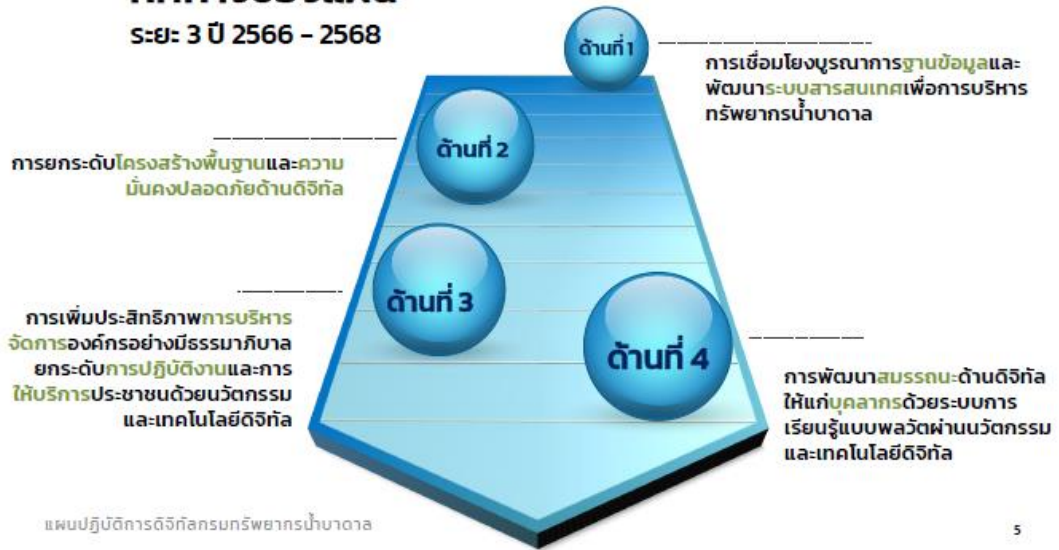 ระยะ 3 ปี 2566 – 2568
ด้านที่ 1
การเชื่อมโยงบูรณาการฐานข้อมูลและ
พัฒนาระบบสารสนเทศเพื่อการบริหาร
ทรัพยากรน้ำบาดาล
ด้านที่ 2
การยกระดับโครงสร้างพื้นฐานและความ
มั่นคงปลอดภัยด้านดิจิทัล
ด้านที่ 3
การเพิ่มประสิทธิภาพการบริหาร
จัดการองค์กรอย่างมีธรรมาภิบาล
ยกระดับการปฏิบัติงานและการ
ให้บริการประชาชนด้วยนวัตกรรม
และเทคโนโลยีดิจิทัล
ด้านที่ 4
การพัฒนาสมรรถนะด้านดิจิทัล
ให้แก่บุคลากรด้วยระบบการ
เรียนรู้แบบพลวัตผ่านนวัตกรรม
และเทคโนโลยีดิจิทัล
แผนปฏิบัติการดิจิทัลกรมทรัพยากรน้ำบาดาล
5